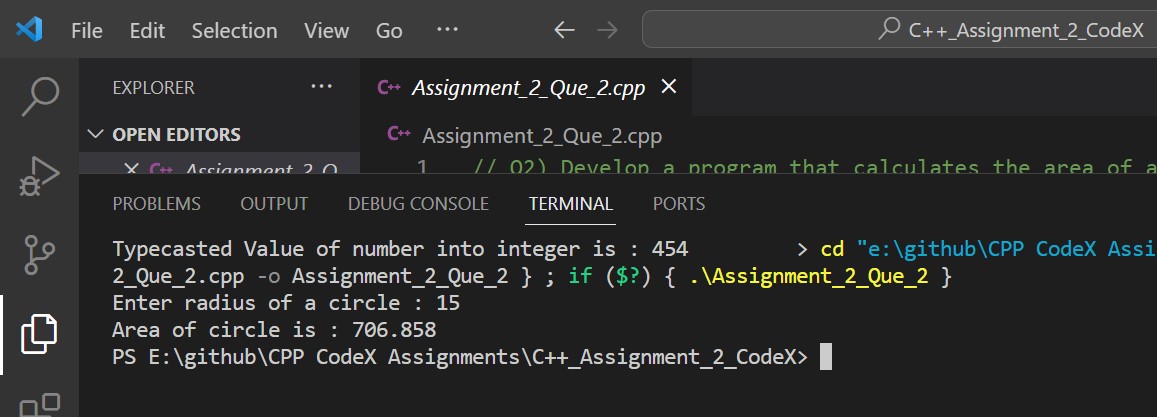 File Edit Selection View Go ··· C++_Assignment_2_CodeX
EXPLORER ··· C++ Assignment_2_Que_2.cpp
OPEN EDITORS C++ Assignment_2_Que_2.cpp
C++ Assignment_2_Q 1 // Q2) Develop a program that calculates the area of a
PROBLEMS OUTPUT DEBUG CONSOLE TERMINAL PORTS
Typecasted Value of number into integer is : 454 > cd "e:\github\CPP CodeX Assi
2_Que_2.cpp -o Assignment_2_Que_2 } ; if ($?) { .\Assignment_2_Que_2 }
Enter radius of a circle : 15
Area of circle is : 706.858
PS E:\github\CPP CodeX Assignments\C++_Assignment_2_CodeX>